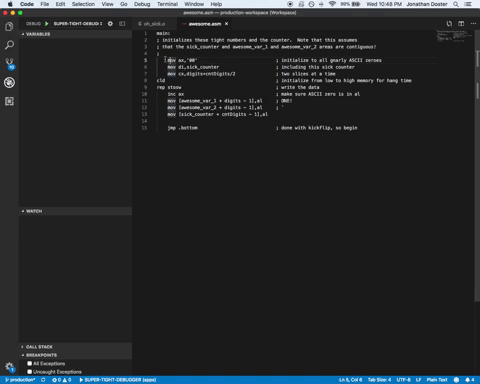 Code File Edit Selection View Go Debug Terminal Window Help 99% Wed 10:48 PM Jonathan Doster
awesome.asm — production-workspace (Workspace)
DEBUG SUPER-TIGHT-DEBUGG awesome.asm
VARIABLES
main:
; initializes these tight numbers and the counter. Note that this assumes
; that the sick_counter and awesome_var_1 and awesome_var_2 areas are contiguous!
;
mov ax,'00' ; initialize to all gnarly ASCII zeroes
mov di,sick_counter ; including this sick counter
mov cx,digits+cntDigits/2 ; two slices at a time
cld ; initialize from low to high memory for hang time
rep stosw ; write the data
inc ax ; make sure ASCII zero is in al
mov [awesome_var_1 + digits - 1],al ; ONE!
mov [awesome_var_2 + digits - 1],al ; '
mov [sick_counter + cntDigits - 1],al
jmp .bottom ; done with kickflip, so begin
1
2
3
4
5
6
7
8
9
10
11
12
13
14
15
WATCH
CALL STACK
BREAKPOINTS
All Exceptions
Uncaught Exceptions
production* 0 0 SUPER-TIGHT-DEBUGGER (apps) Ln 5, Col 6 Tab Size: 4 UTF-8 LF Plain Text 4